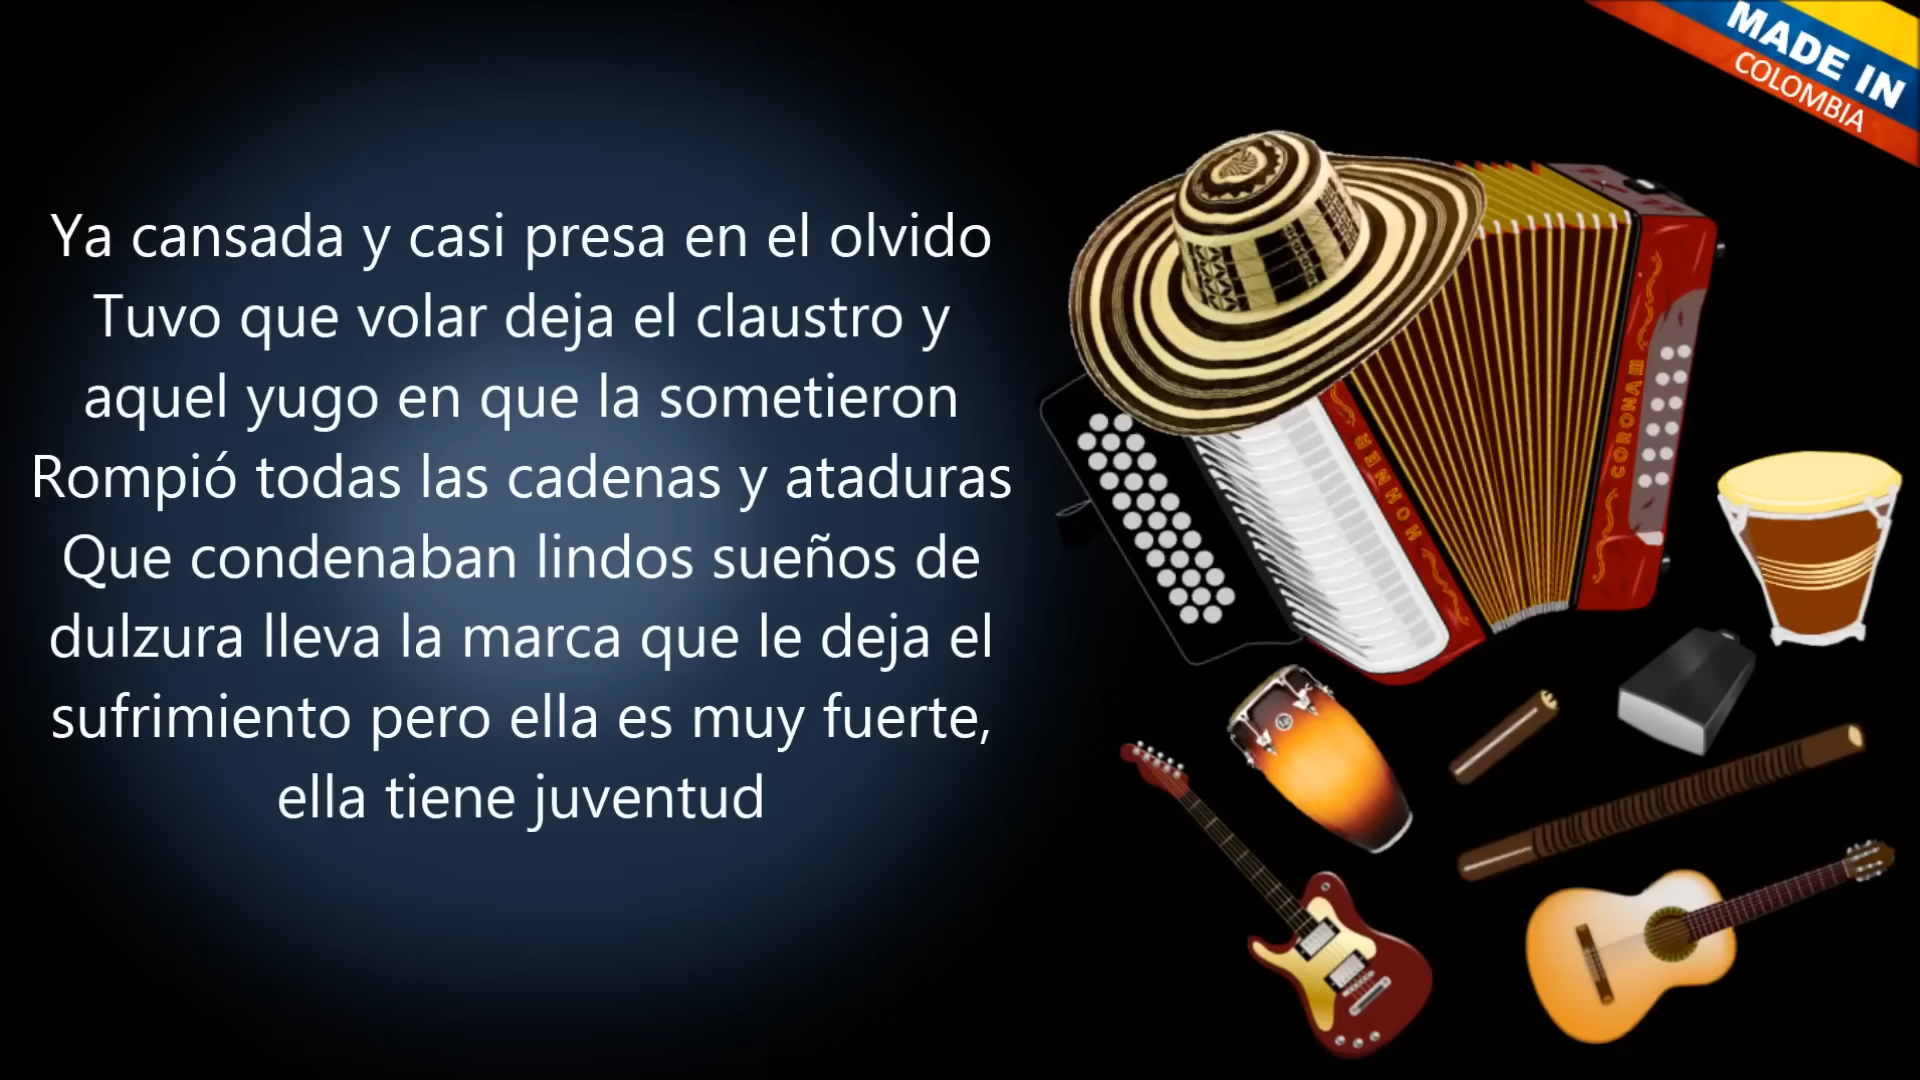 MADE IN
COLOMBIA
Ya cansada y casi presa en el olvido
Tuvo que volar deja el claustro y
aquel yugo en que la sometieron
Rompió todas las cadenas y ataduras
Que condenaban lindos sueños de
dulzura lleva la marca que le deja el
sufrimiento pero ella es muy fuerte,
ella tiene juventud
HOHNER
CORONA III